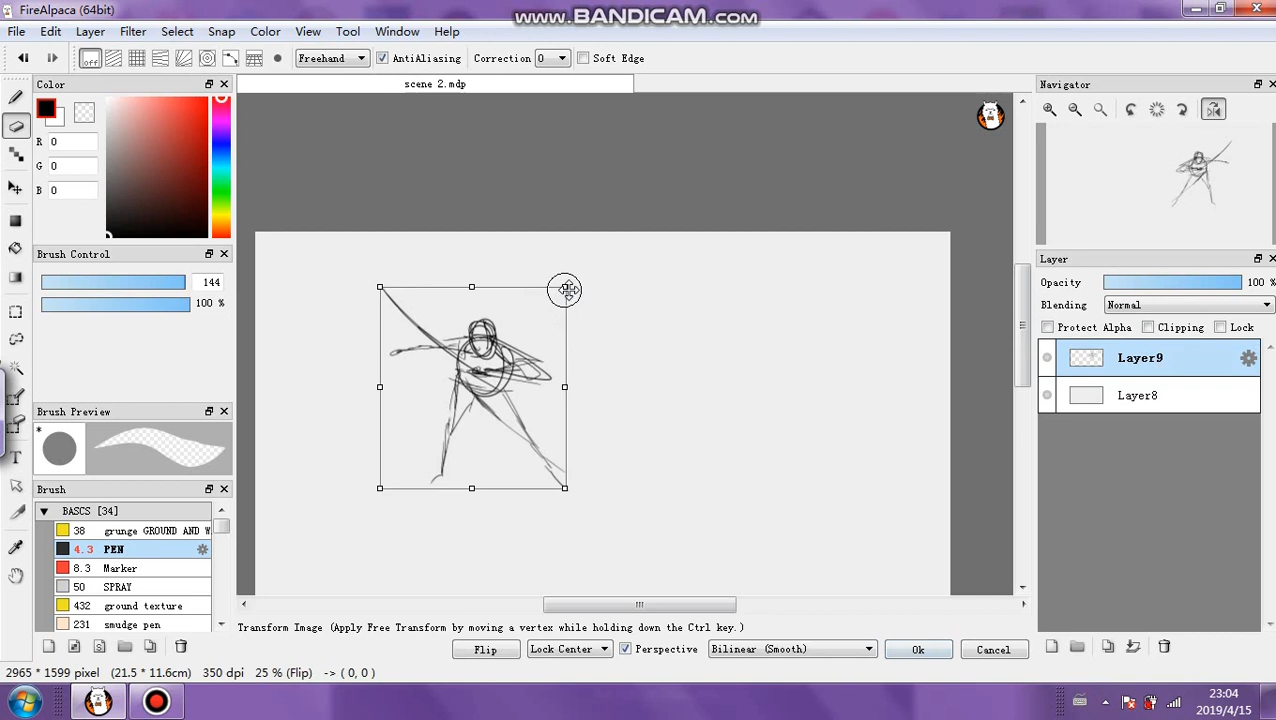 FireAlpaca (64bit)
www.BANDICAM.com
File Edit Layer Filter Select Snap Color View Tool Window Help
off Freehand AntiAliasing Correction 0 Soft Edge
Color
scene 2.mdp
Navigator
R 0
G 0
B 0
Brush Control
144
100 %
Layer
Opacity 100 %
Blending Normal
Protect Alpha Clipping Lock
Layer9
Layer8
Brush Preview
*
Brush
BASCS [34]
38 grunge GROUND AND W
4.3 PEN
8.3 Marker
50 SPRAY
432 ground texture
231 smudge pen
T
Transform Image (Apply Free Transform by moving a vertex while holding down the Ctrl key.)
Flip Lock Center Perspective Bilinear (Smooth) Ok Cancel
2965 * 1599 pixel (21.5 * 11.6cm) 350 dpi 25 % (Flip) -> ( 0, 0 )
23:04
2019/4/15